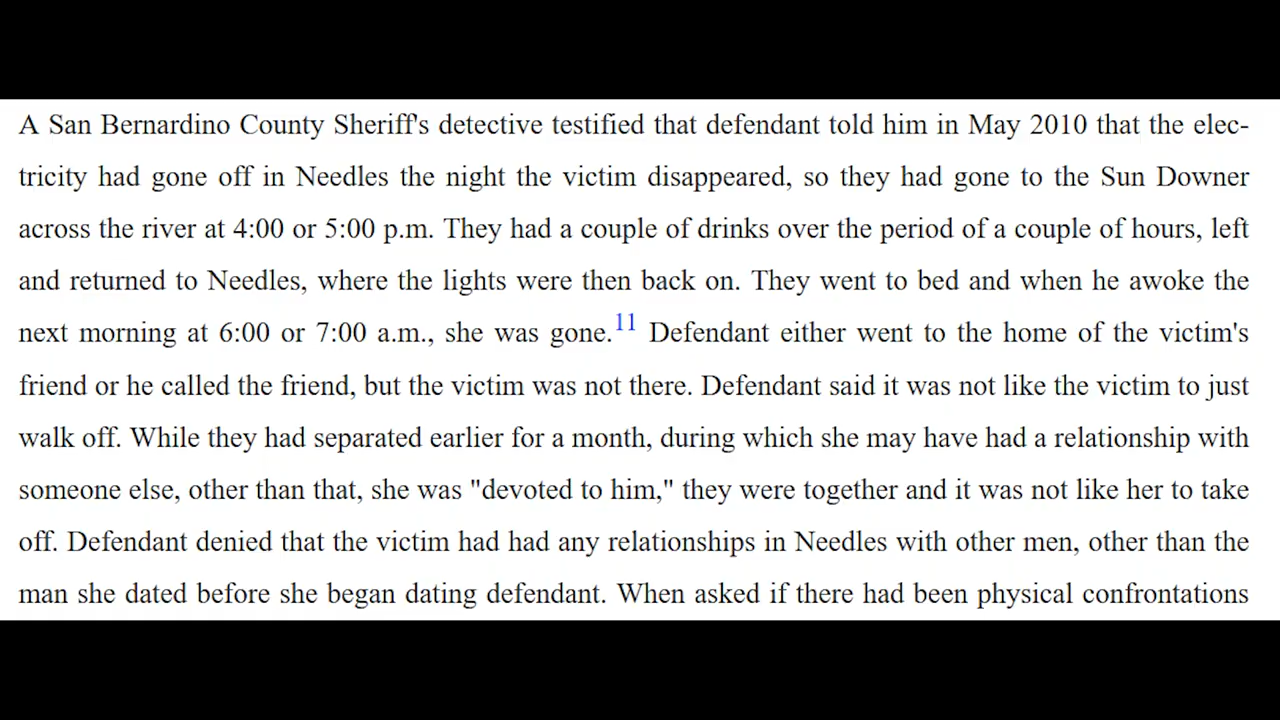 A San Bernardino County Sheriff's detective testified that defendant told him in May 2010 that the elec-
tricity had gone off in Needles the night the victim disappeared, so they had gone to the Sun Downer
across the river at 4:00 or 5:00 p.m. They had a couple of drinks over the period of a couple of hours, left
and returned to Needles, where the lights were then back on. They went to bed and when he awoke the
next morning at 6:00 or 7:00 a.m., she was gone.11 Defendant either went to the home of the victim's
friend or he called the friend, but the victim was not there. Defendant said it was not like the victim to just
walk off. While they had separated earlier for a month, during which she may have had a relationship with
someone else, other than that, she was "devoted to him," they were together and it was not like her to take
off. Defendant denied that the victim had had any relationships in Needles with other men, other than the
man she dated before she began dating defendant. When asked if there had been physical confrontations